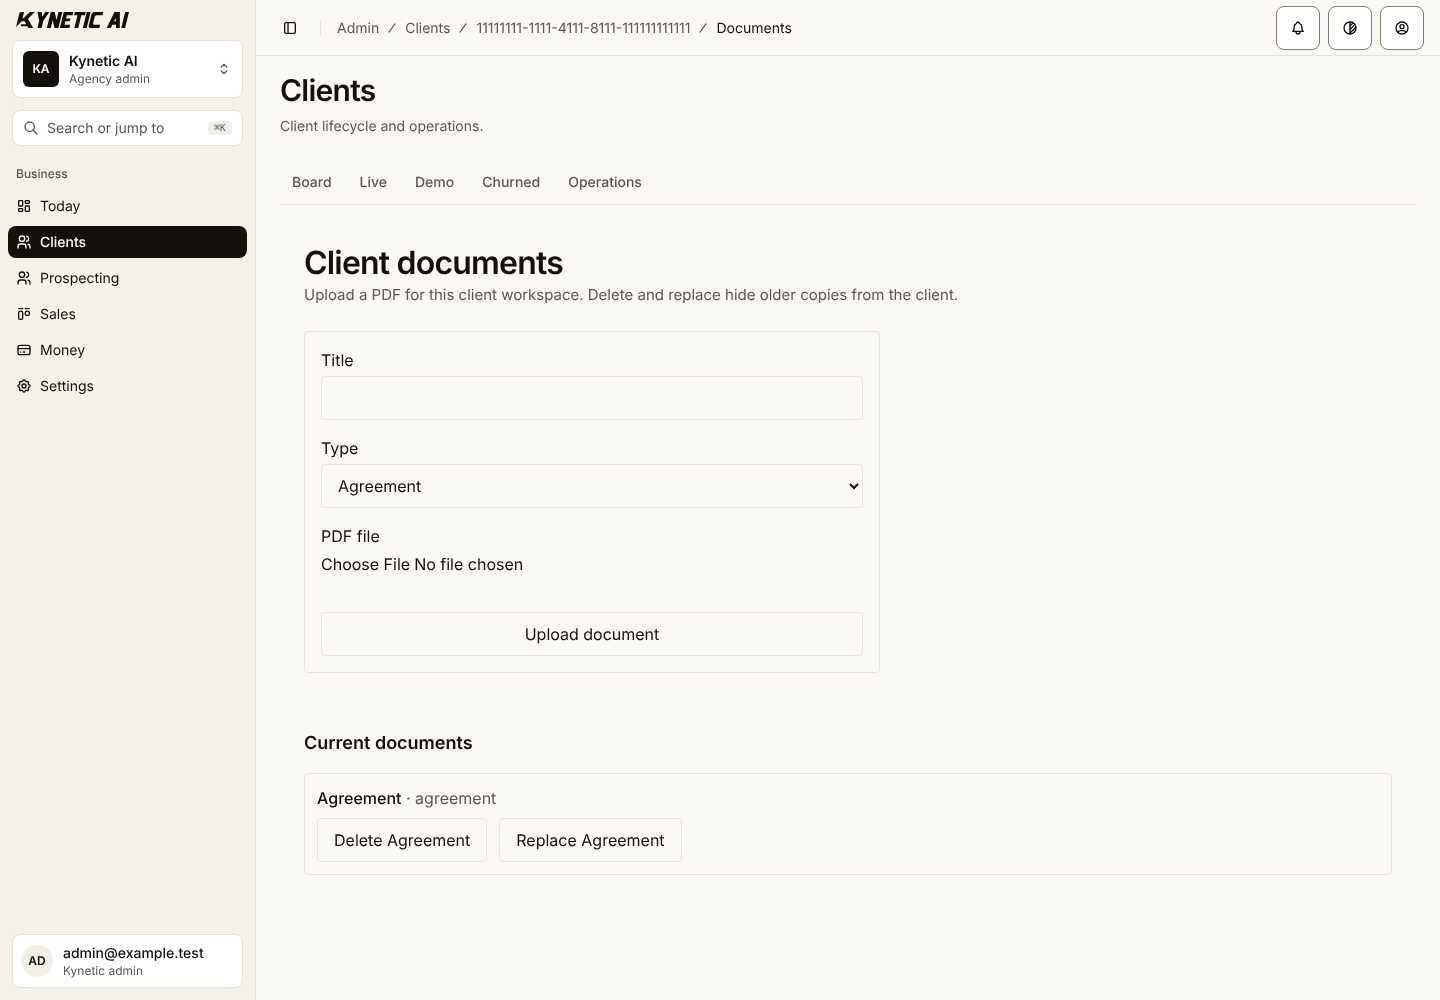 KYNETIC AI
KA
Kynetic AI
Agency admin
Search or jump to
⌘K
Business
Today
Clients
Prospecting
Sales
Money
Settings
AD
admin@example.test
Kynetic admin
Admin / Clients / 11111111-1111-4111-8111-111111111111 / Documents
Clients
Client lifecycle and operations.
Board Live Demo Churned Operations
Client documents
Upload a PDF for this client workspace. Delete and replace hide older copies from the client.
Title
Type
Agreement
PDF file
Choose File No file chosen
Upload document
Current documents
Agreement · agreement
Delete Agreement Replace Agreement